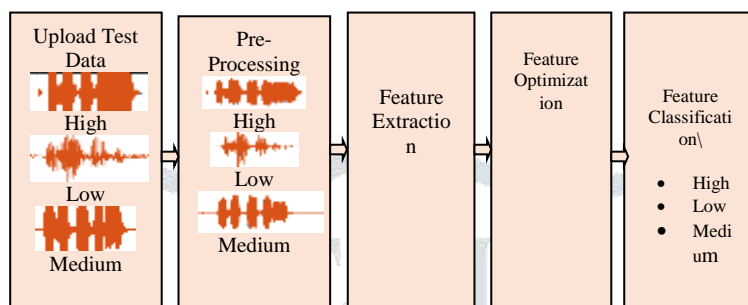 Upload Test
Data
High
Low
Medium
Pre-
Processing
High
Low
Medium
Feature
Extractio
n
Feature
Optimizat
ion
Feature
Classificati
on\
• High
• Low
• Medi
um